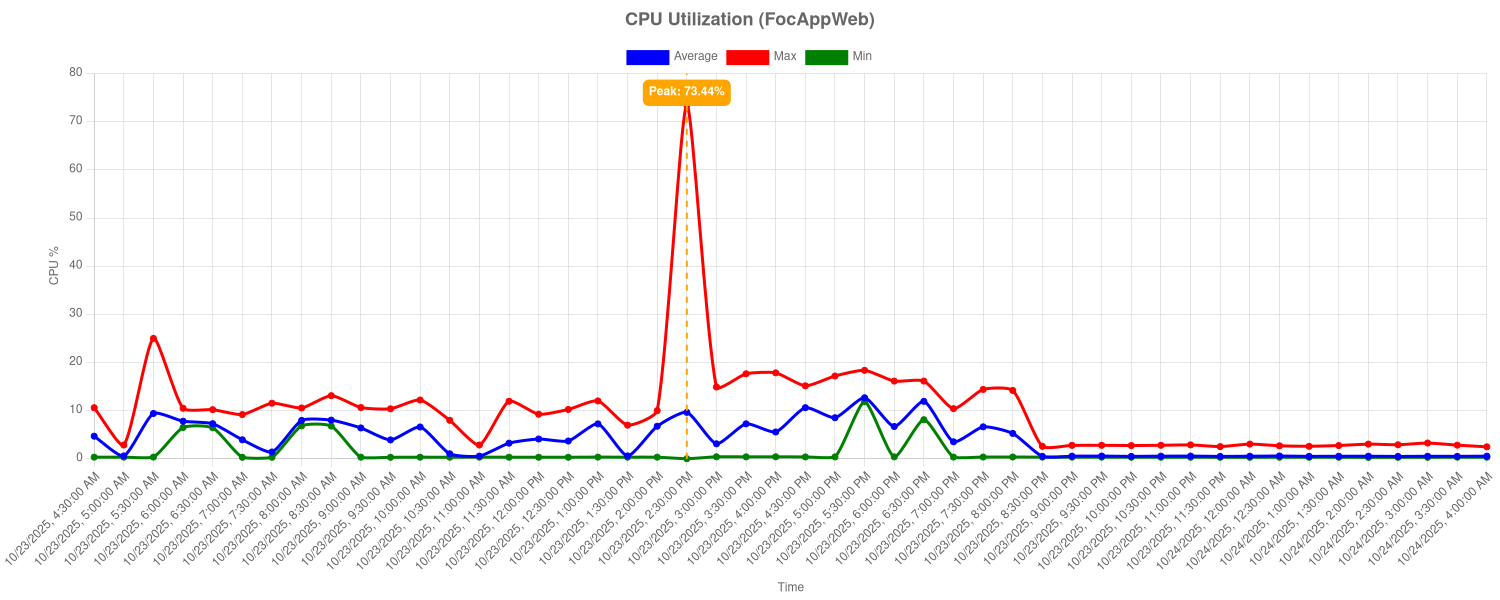 CPU Utilization (FocAppWeb)
Average Max Min
80
Peak: 73.44%
70
60
50
40
30
20
10
0
CPU %
10/23/2025, 4:30:00 AM
10/23/2025, 5:00:00 AM
10/23/2025, 5:30:00 AM
10/23/2025, 6:00:00 AM
10/23/2025, 6:30:00 AM
10/23/2025, 7:00:00 AM
10/23/2025, 7:30:00 AM
10/23/2025, 8:00:00 AM
10/23/2025, 8:30:00 AM
10/23/2025, 9:00:00 AM
10/23/2025, 9:30:00 AM
10/23/2025, 10:00:00 AM
10/23/2025, 10:30:00 AM
10/23/2025, 11:00:00 AM
10/23/2025, 11:30:00 AM
10/23/2025, 12:00:00 PM
10/23/2025, 12:30:00 PM
10/23/2025, 1:00:00 PM
10/23/2025, 1:30:00 PM
10/23/2025, 2:00:00 PM
10/23/2025, 2:30:00 PM
10/23/2025, 3:00:00 PM
10/23/2025, 3:30:00 PM
10/23/2025, 4:00:00 PM
10/23/2025, 4:30:00 PM
10/23/2025, 5:00:00 PM
10/23/2025, 5:30:00 PM
10/23/2025, 6:00:00 PM
10/23/2025, 6:30:00 PM
10/23/2025, 7:00:00 PM
10/23/2025, 7:30:00 PM
10/23/2025, 8:00:00 PM
10/23/2025, 8:30:00 PM
10/23/2025, 9:00:00 PM
10/23/2025, 9:30:00 PM
10/23/2025, 10:00:00 PM
10/23/2025, 10:30:00 PM
10/23/2025, 11:00:00 PM
10/23/2025, 11:30:00 PM
10/24/2025, 12:00:00 AM
10/24/2025, 12:30:00 AM
10/24/2025, 1:00:00 AM
10/24/2025, 1:30:00 AM
10/24/2025, 2:00:00 AM
10/24/2025, 2:30:00 AM
10/24/2025, 3:00:00 AM
10/24/2025, 3:30:00 AM
10/24/2025, 4:00:00 AM
Time